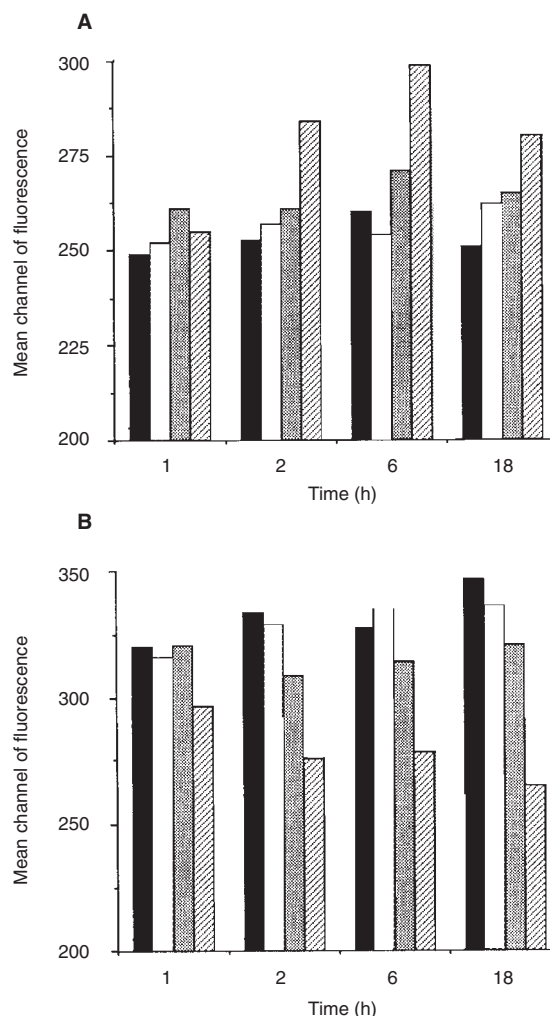 A
Mean channel of fluorescence
300
275
250
225
200
1 2 6 18
Time (h)
B
Mean channel of fluorescence
350
300
250
200
1 2 6 18
Time (h)